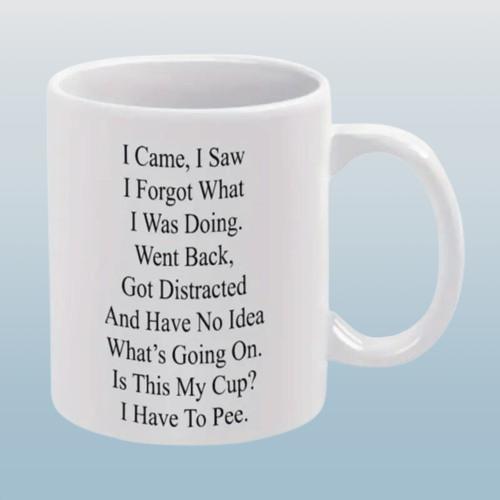 I Came, I Saw
I Forgot What
I Was Doing.
Went Back,
Got Distracted
And Have No Idea
What's Going On.
Is This My Cup?
I Have To Pee.